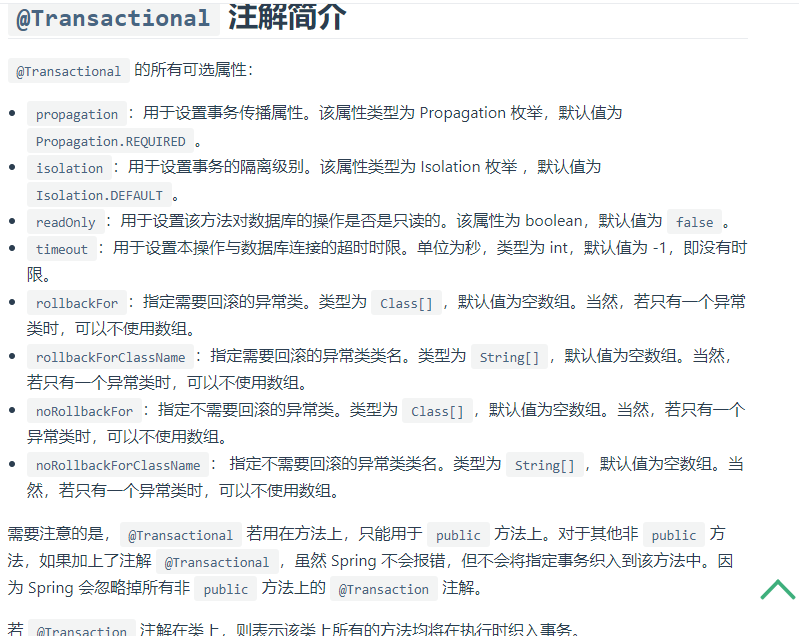 @Transactional 注解简介
@Transactional 的所有可选属性：
propagation ：用于设置事务传播属性。该属性类型为 Propagation 枚举，默认值为
Propagation.REQUIRED 。
isolation ：用于设置事务的隔离级别。该属性类型为 Isolation 枚举 ，默认值为
Isolation.DEFAULT 。
readOnly ：用于设置该方法对数据库的操作是否是只读的。该属性为 boolean，默认值为 false 。
timeout ：用于设置本操作与数据库连接的超时时限。单位为秒，类型为 int，默认值为 -1，即没有时
限。
rollbackFor ：指定需要回滚的异常类。类型为 Class[] ，默认值为空数组。当然，若只有一个异常
类时，可以不使用数组。
rollbackForClassName ：指定需要回滚的异常类类名。类型为 String[] ，默认值为空数组。当然，
若只有一个异常类时，可以不使用数组。
noRollbackFor ：指定不需要回滚的异常类。类型为 Class[] ，默认值为空数组。当然，若只有一个
异常类时，可以不使用数组。
noRollbackForClassName ： 指定不需要回滚的异常类类名。类型为 String[] ，默认值为空数组。当
然，若只有一个异常类时，可以不使用数组。
需要注意的是， @Transactional 若用在方法上，只能用于 public 方法上。对于其他非 public 方
法，如果加上了注解 @Transactional ，虽然 Spring 不会报错，但不会将指定事务织入到该方法中。因
为 Spring 会忽略掉所有非 public 方法上的 @Transaction 注解。
若 @Transaction 注解在类上，则表示该类上所有的方法均将在执行时织入事务。